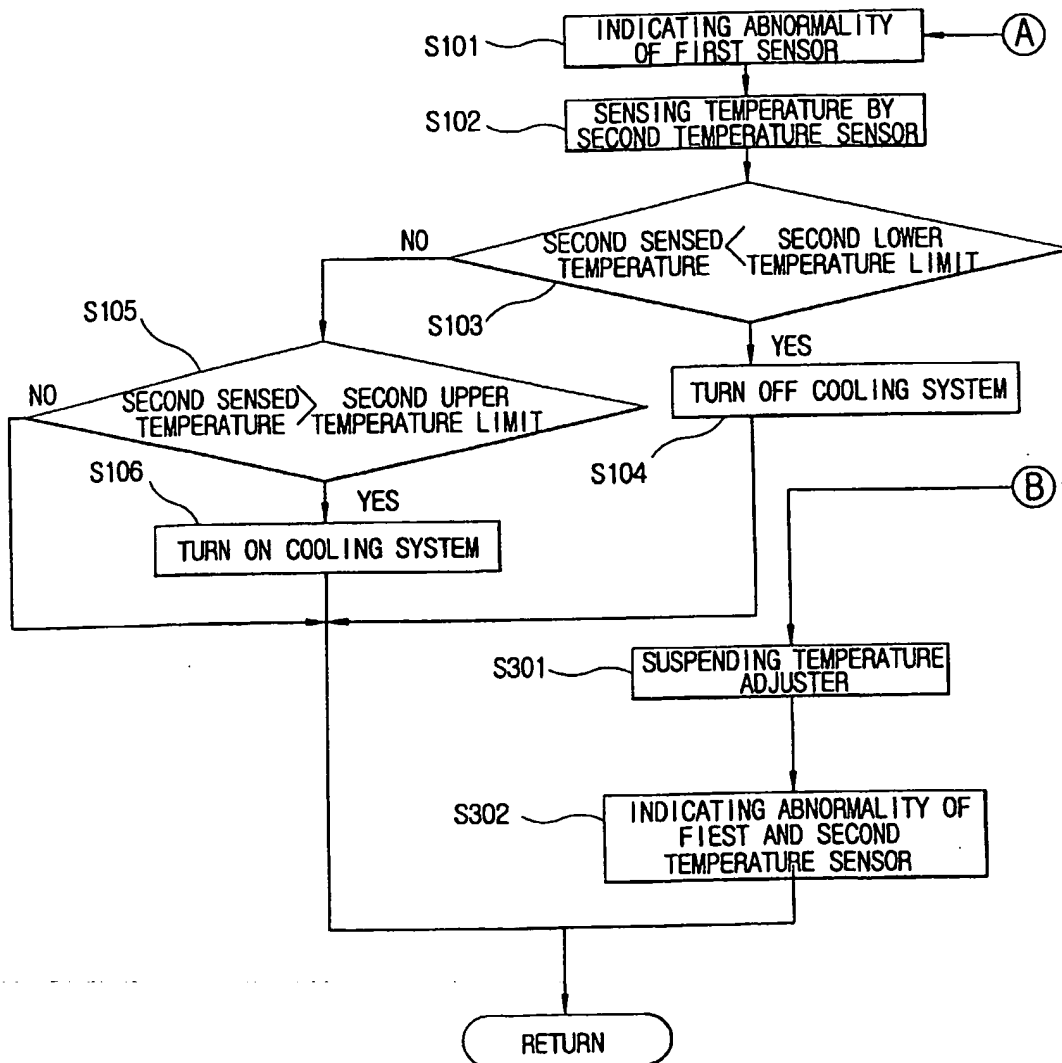 S101
INDICATING ABNORMALITY
OF FIRST SENSOR
A
S102
SENSING TEMPERATURE BY
SECOND TEMPERATURE SENSOR
NO
SECOND SENSED
TEMPERATURE
<
SECOND LOWER
TEMPERATURE LIMIT
S103
YES
S105
NO
SECOND SENSED
TEMPERATURE
>
SECOND UPPER
TEMPERATURE LIMIT
TURN OFF COOLING SYSTEM
S104
S106
YES
TURN ON COOLING SYSTEM
B
S301
SUSPENDING TEMPERATURE
ADJUSTER
S302
INDICATING ABNORMALITY OF
FIEST AND SECOND
TEMPERATURE SENSOR
RETURN